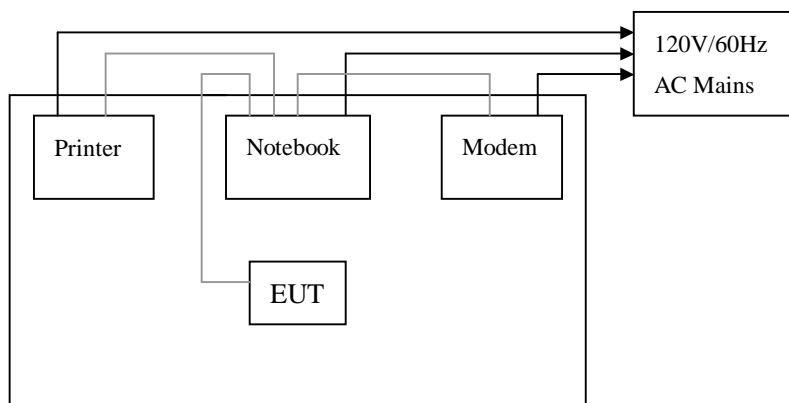 120V/60Hz
AC Mains
Printer
Notebook
Modem
EUT